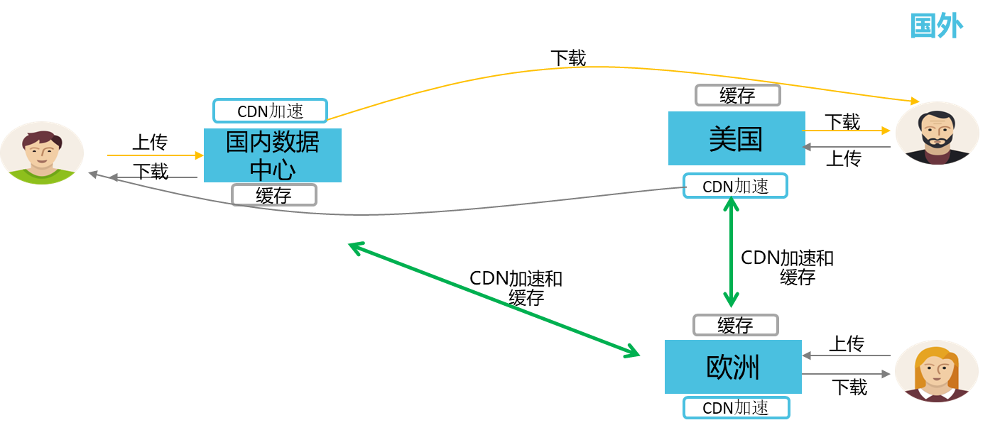 国外
下载
缓存
CDN加速
美国
下载
国内数据
中心
上传
上传
下载
CDN加速
缓存
CDN加速和
缓存
CDN加速和
缓存
缓存
上传
欧洲
下载
CDN加速